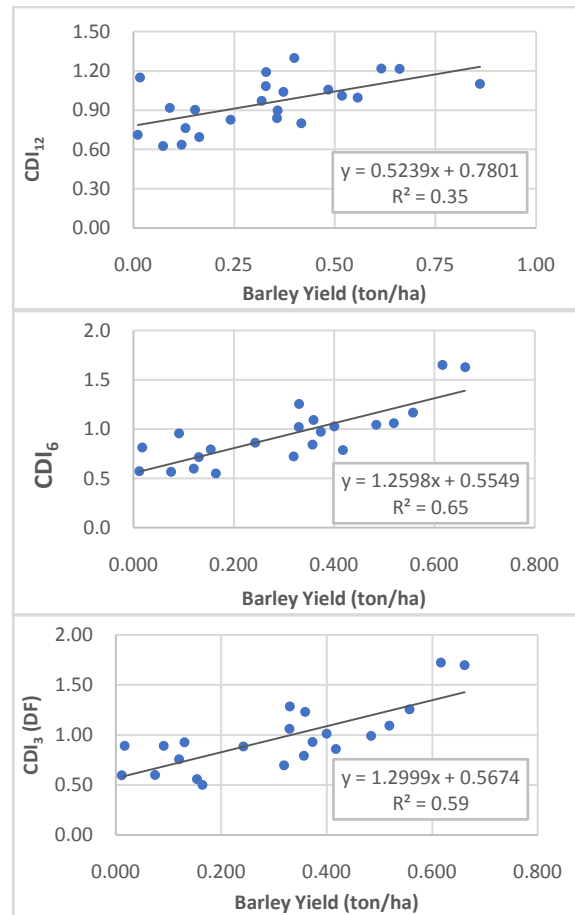 1.50
1.20
0.90
0.60
0.30
0.00
CDI₁₂
y = 0.5239x + 0.7801
R² = 0.35
0.00 0.25 0.50 0.75 1.00
Barley Yield (ton/ha)
2.0
1.5
1.0
0.5
0.0
CDI₆
y = 1.2598x + 0.5549
R² = 0.65
0.000 0.200 0.400 0.600 0.800
Barley Yield (ton/ha)
2.00
1.50
1.00
0.50
0.00
CDI₃ (DF)
y = 1.2999x + 0.5674
R² = 0.59
0.000 0.200 0.400 0.600 0.800
Barley Yield (ton/ha)